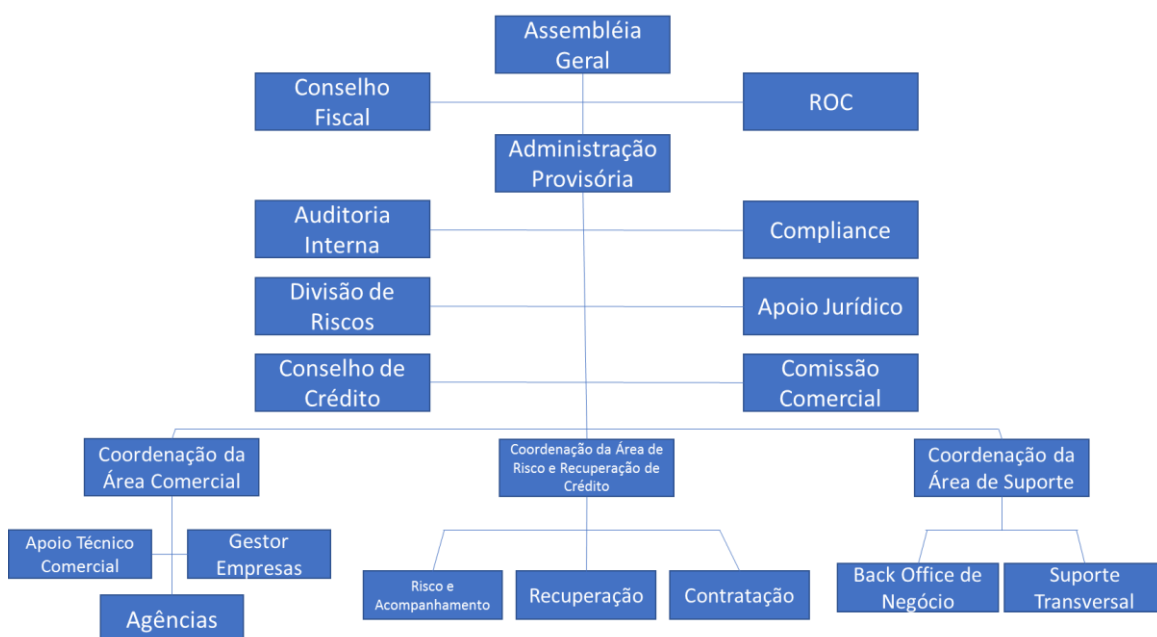 Assembléia
Geral
Conselho
Fiscal
ROC
Administração
Provisória
Auditoria
Interna
Compliance
Divisão de
Riscos
Apoio Jurídico
Conselho de
Crédito
Comissão
Comercial
Coordenação da
Área Comercial
Coordenação da Área de
Risco e Recuperação de
Crédito
Coordenação da
Área de Suporte
Apoio Técnico
Comercial
Gestor
Empresas
Agências
Risco e
Acompanhamento
Recuperação
Contratação
Back Office de
Negócio
Suporte
Transversal